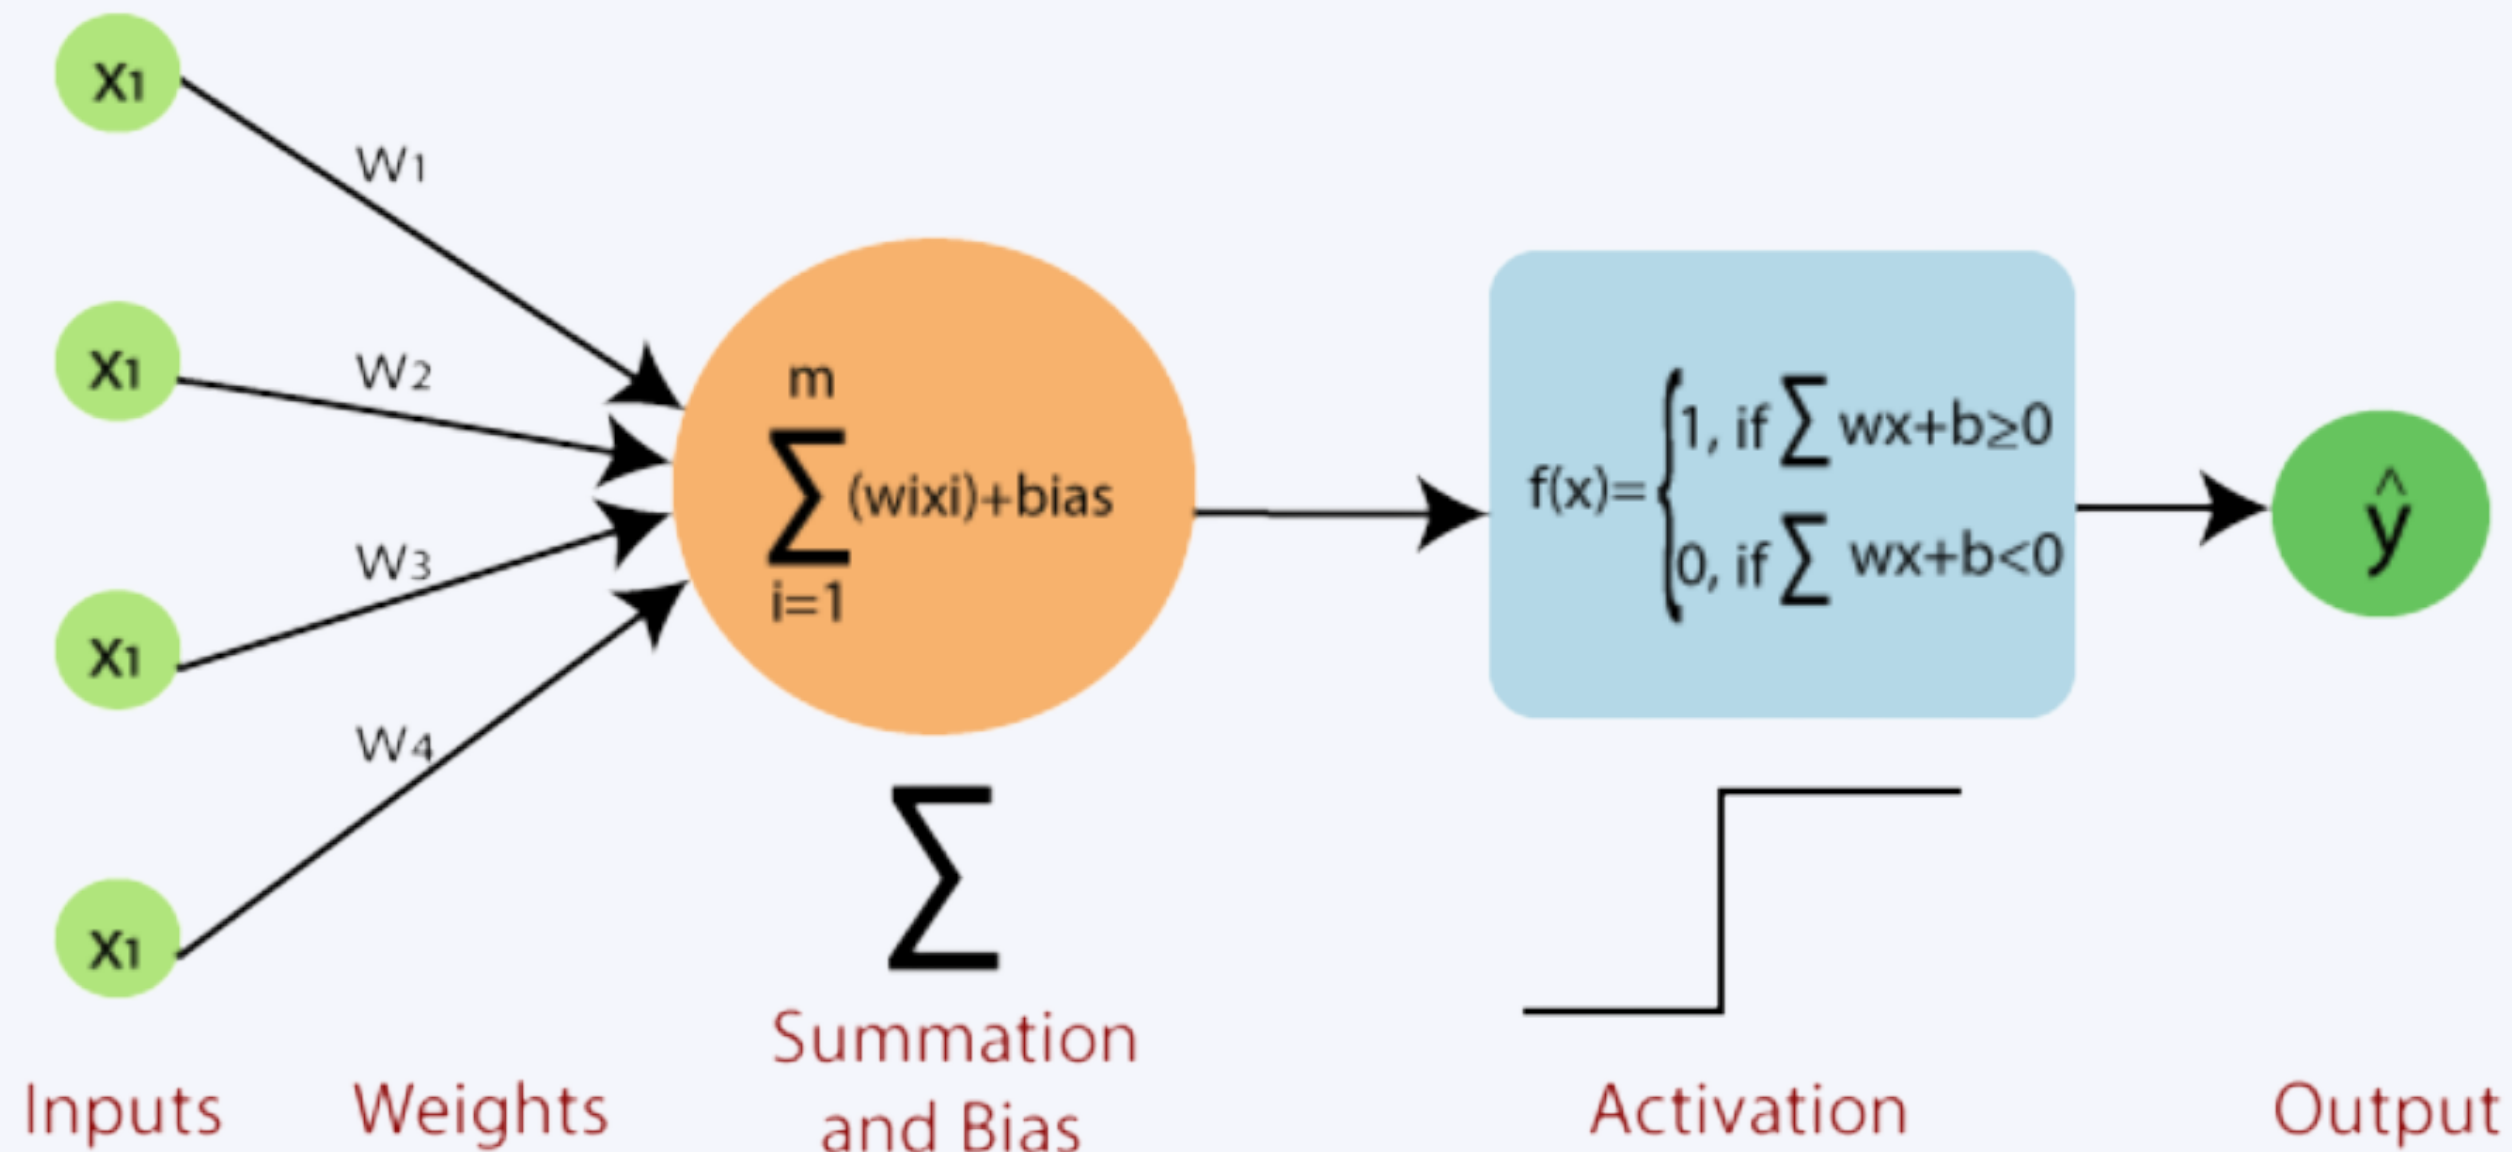 x1
W1
x1
W2
x1
W3
x1
W4
m
∑(wixi)+bias
i=1
f(x)={
1, if ∑ wx+b≥0
0, if ∑ wx+b<0
ŷ
∑
Summation
and Bias
Inputs
Weights
Activation
Output